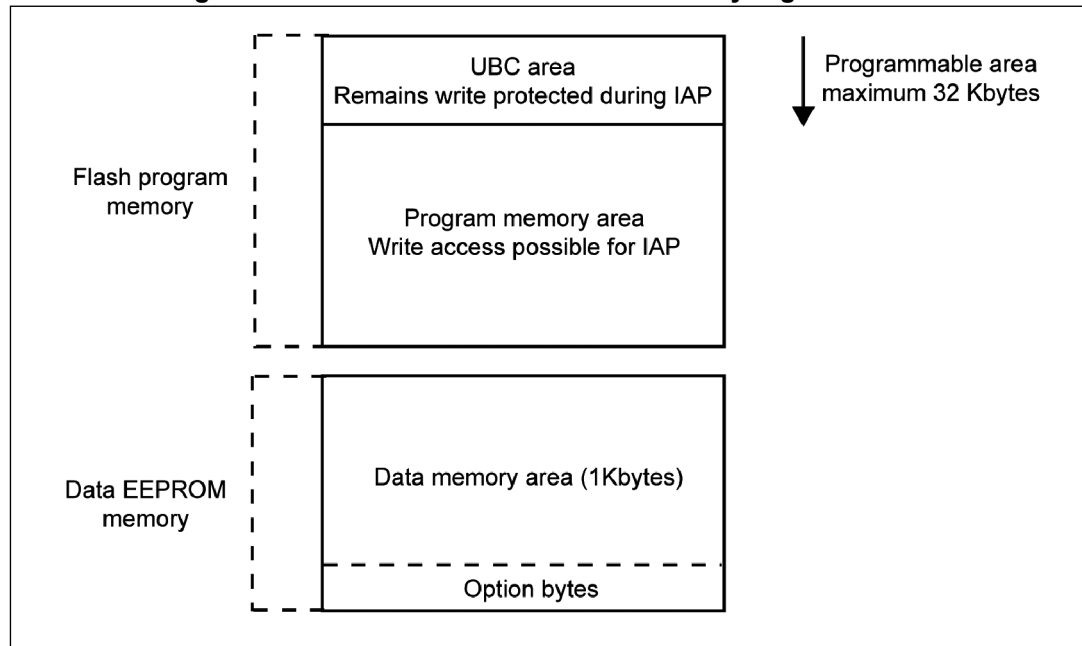 UBC area
Remains write protected during IAP
Programmable area
maximum 32 Kbytes
Flash program
memory
Program memory area
Write access possible for IAP
Data EEPROM
memory
Data memory area (1Kbytes)
Option bytes